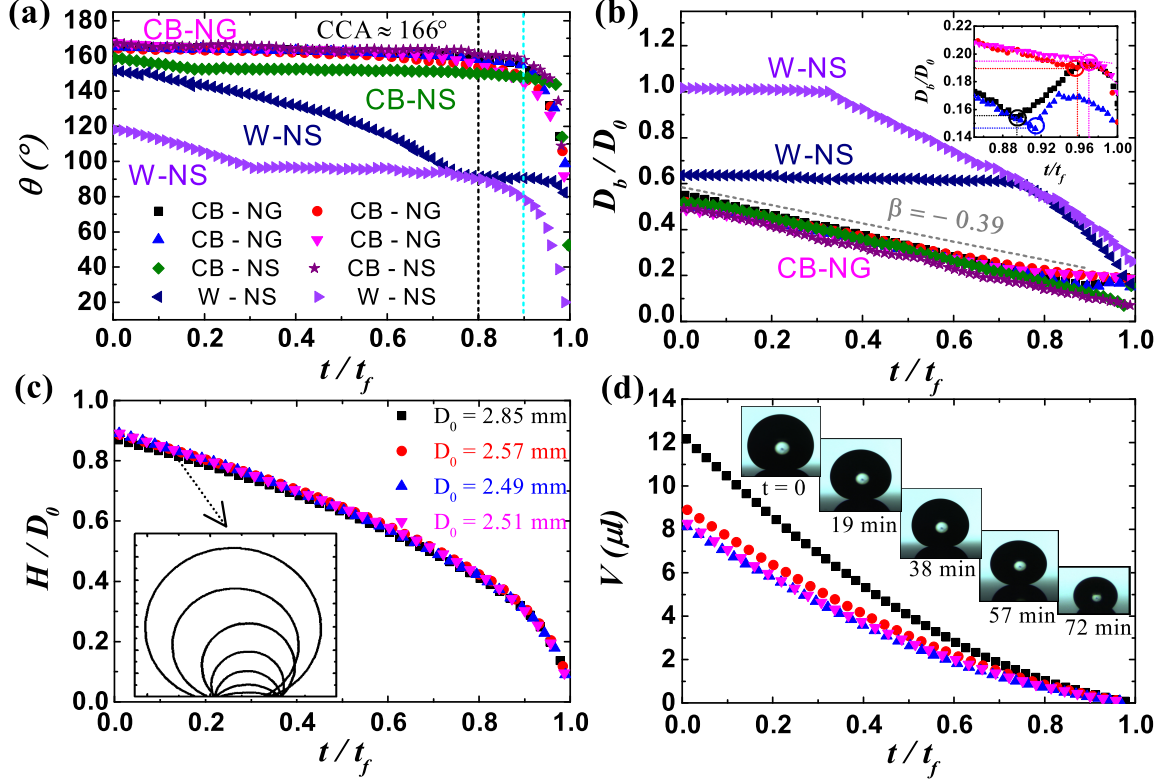 (a)
180
160
140
120
100
80
60
40
20
θ (°)
CB-NG
CCA ≈ 166°
CB-NS
W-NS
W-NS
CB - NG
CB - NG
CB - NG
CB - NG
CB - NS
CB - NS
W - NS
W - NS
0.0 0.2 0.4 0.6 0.8 1.0
t / t_f
(b)
1.2
1.0
0.8
0.6
0.4
0.2
0.0
D_b / D_0
W-NS
W-NS
β = − 0.39
CB-NG
0.22
0.20
0.18
0.16
0.14
D_b/D_0
0.88 0.92 0.96 1.00
t/t_f
0.0 0.2 0.4 0.6 0.8 1.0
t / t_f
(c)
1.0
0.8
0.6
0.4
0.2
0.0
H / D_0
D_0 = 2.85 mm
D_0 = 2.57 mm
D_0 = 2.49 mm
D_0 = 2.51 mm
0.0 0.2 0.4 0.6 0.8 1.0
t / t_f
(d)
14
12
10
8
6
4
2
0
V (μl)
t = 0
19 min
38 min
57 min
72 min
0.0 0.2 0.4 0.6 0.8 1.0
t / t_f